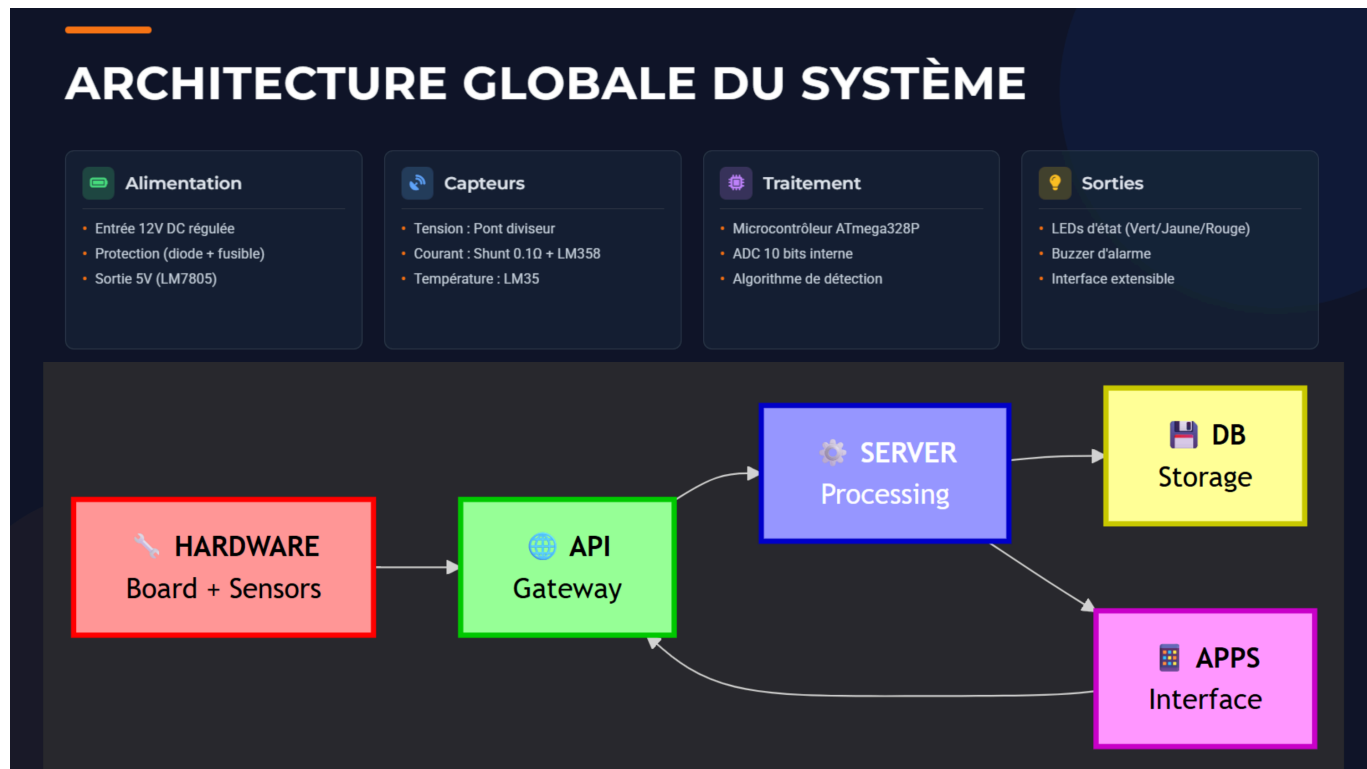 ARCHITECTURE GLOBALE DU SYSTÈME
Alimentation
• Entrée 12V DC régulée
• Protection (diode + fusible)
• Sortie 5V (LM7805)
Capteurs
• Tension : Pont diviseur
• Courant : Shunt 0.1Ω + LM358
• Température : LM35
Traitement
• Microcontrôleur ATmega328P
• ADC 10 bits interne
• Algorithme de détection
Sorties
• LEDs d'état (Vert/Jaune/Rouge)
• Buzzer d'alarme
• Interface extensible
HARDWARE
Board + Sensors
API
Gateway
SERVER
Processing
DB
Storage
APPS
Interface